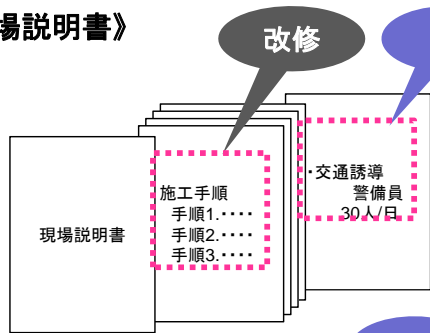 場説明書》
改修
現場説明書
施工手順
手順1.････
手順2.････
手順3.････
･交通誘導
警備員
30人/日